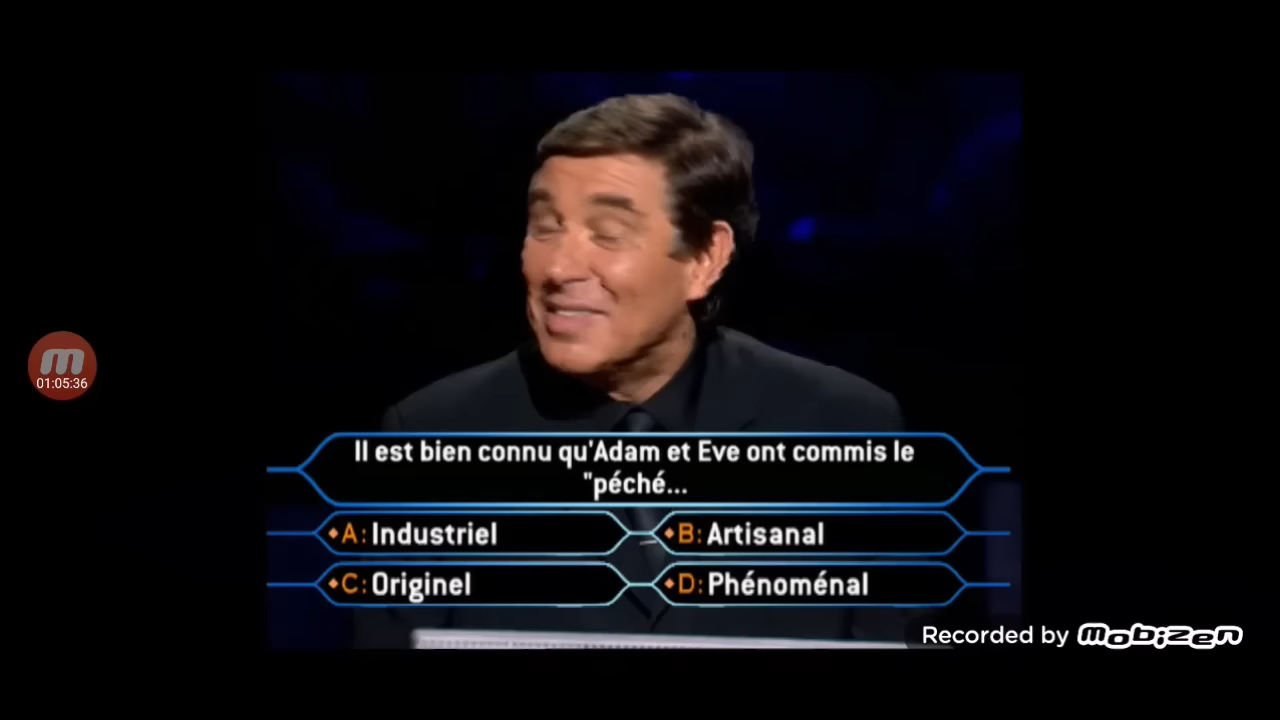 Il est bien connu qu'Adam et Eve ont commis le
"péché...
A: Industriel
B: Artisanal
C: Originel
D: Phénoménal
01:05:36
Recorded by Mobizen